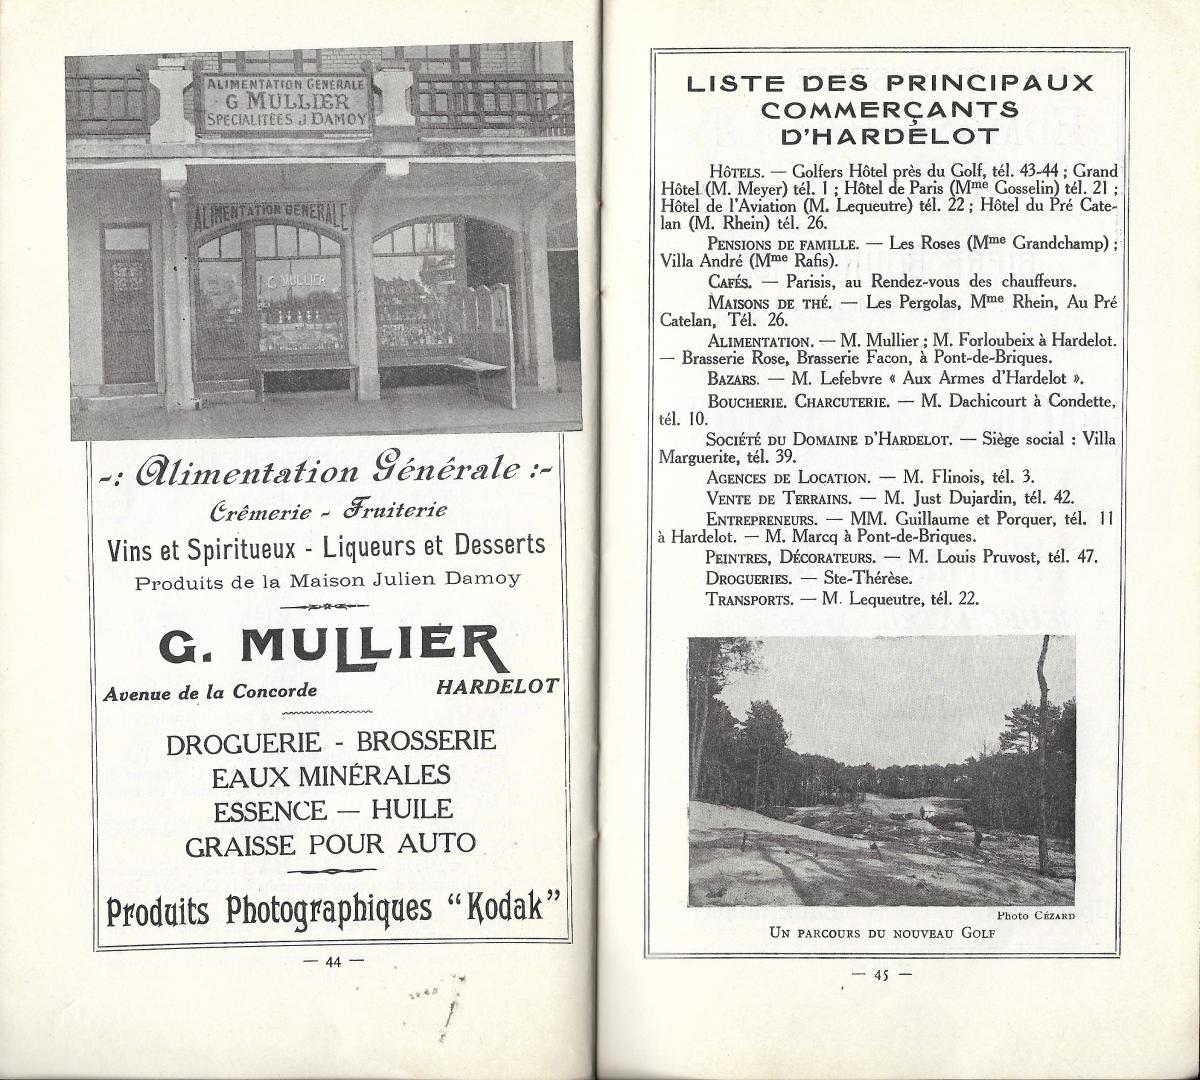 ALIMENTATION GENERALE
G MULLIER
SPECIALITÉES J DAMOY
ALIMENTATION GENERALE
G MULLIER
-: Alimentation Générale :-
Crêmerie - Fruiterie
Vins et Spiritueux - Liqueurs et Desserts
Produits de la Maison Julien Damoy
G. MULLIER
Avenue de la Concorde HARDELOT
DROGUERIE - BROSSERIE
EAUX MINÉRALES
ESSENCE — HUILE
GRAISSE POUR AUTO
Produits Photographiques "Kodak"
— 44 —
LISTE DES PRINCIPAUX
COMMERÇANTS
D'HARDELOT
HÔTELS. — Golfers Hôtel près du Golf, tél. 43-44 ; Grand
Hôtel (M. Meyer) tél. 1 ; Hôtel de Paris (Mme Gosselin) tél. 21 ;
Hôtel de l'Aviation (M. Lequeutre) tél. 22 ; Hôtel du Pré Cate-
lan (M. Rhein) tél. 26.
PENSIONS DE FAMILLE. — Les Roses (Mme Grandchamp) ;
Villa André (Mme Rafis).
CAFÉS. — Parisis, au Rendez-vous des chauffeurs.
MAISONS DE THÉ. — Les Pergolas, Mme Rhein, Au Pré
Catelan, Tél. 26.
ALIMENTATION. — M. Mullier ; M. Forloubeix à Hardelot.
— Brasserie Rose, Brasserie Facon, à Pont-de-Briques.
BAZARS. — M. Lefebvre « Aux Armes d'Hardelot ».
BOUCHERIE. CHARCUTERIE. — M. Dachicourt à Condette,
tél. 10.
SOCIÉTÉ DU DOMAINE D'HARDELOT. — Siège social : Villa
Marguerite, tél. 39.
AGENCES DE LOCATION. — M. Flinois, tél. 3.
VENTE DE TERRAINS. — M. Just Dujardin, tél. 42.
ENTREPRENEURS. — MM. Guillaume et Porquer, tél. 11
à Hardelot. — M. Marcq à Pont-de-Briques.
PEINTRES, DÉCORATEURS. — M. Louis Pruvost, tél. 47.
DROGUERIES. — Ste-Thérèse.
TRANSPORTS. — M. Lequeutre, tél. 22.
Photo CÉZARD
UN PARCOURS DU NOUVEAU GOLF
— 45 —